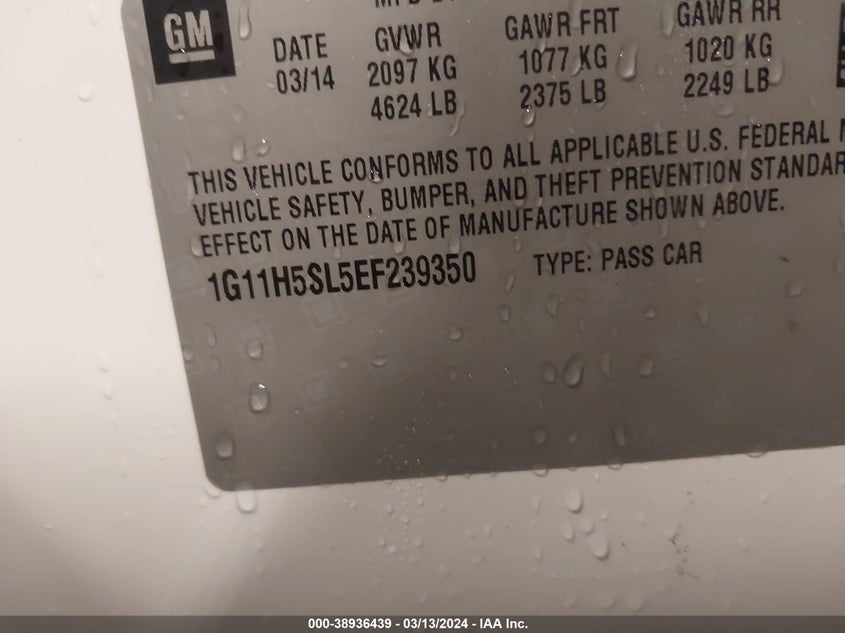 GM
DATE GVWR GAWR FRT GAWR RR
03/14 2097 KG 1077 KG 1020 KG
4624 LB 2375 LB 2249 LB
THIS VEHICLE CONFORMS TO ALL APPLICABLE U.S. FEDERAL
VEHICLE SAFETY, BUMPER, AND THEFT PREVENTION STANDAR
EFFECT ON THE DATE OF MANUFACTURE SHOWN ABOVE.
1G11H5SL5EF239350 TYPE: PASS CAR
000-38936439 - 03/13/2024 - IAA Inc.